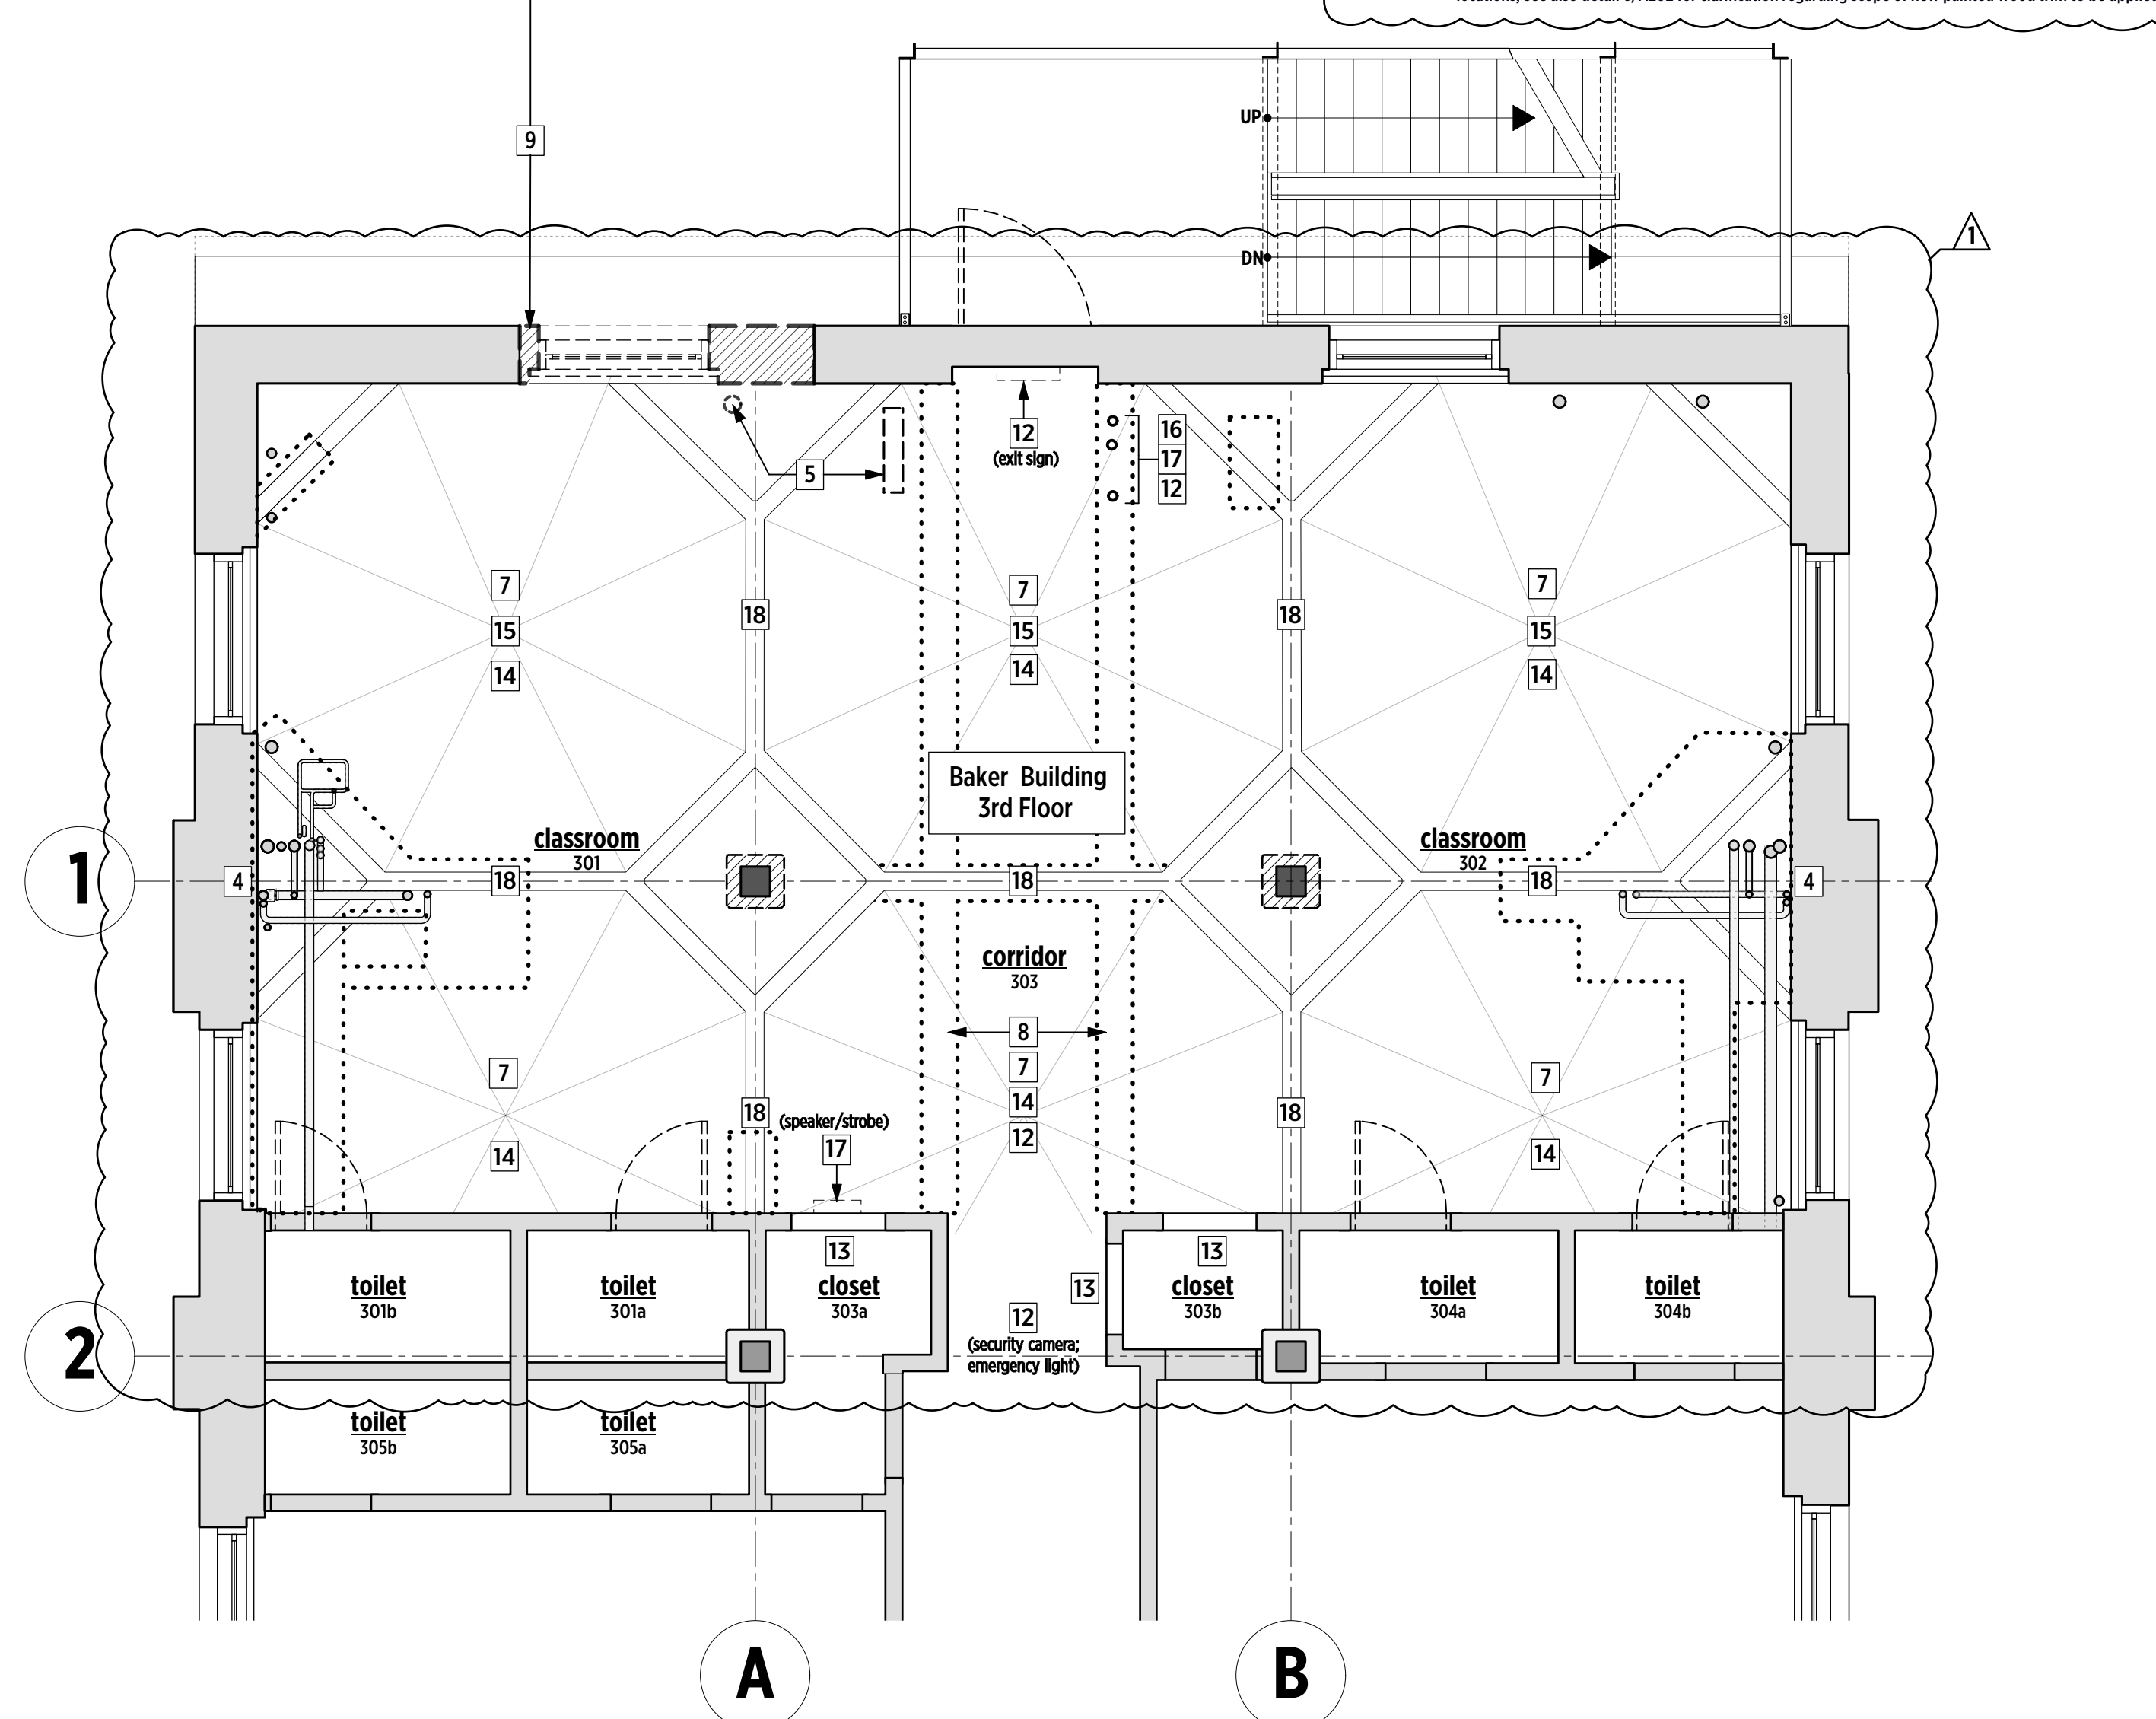 UP
9
1
DN
12
(exit sign)
16
17
12
5
7
15
14
18
7
15
14
18
7
15
14
Baker Building
3rd Floor
classroom
301
classroom
302
1
4
18
18
18
4
corridor
303
8
7
14
12
7
14
18
(speaker/strobe)
17
18
7
14
13
toilet
301b
toilet
301a
closet
303a
12
(security camera;
emergency light)
13
13
closet
303b
toilet
304a
toilet
304b
2
toilet
305b
toilet
305a
A
B